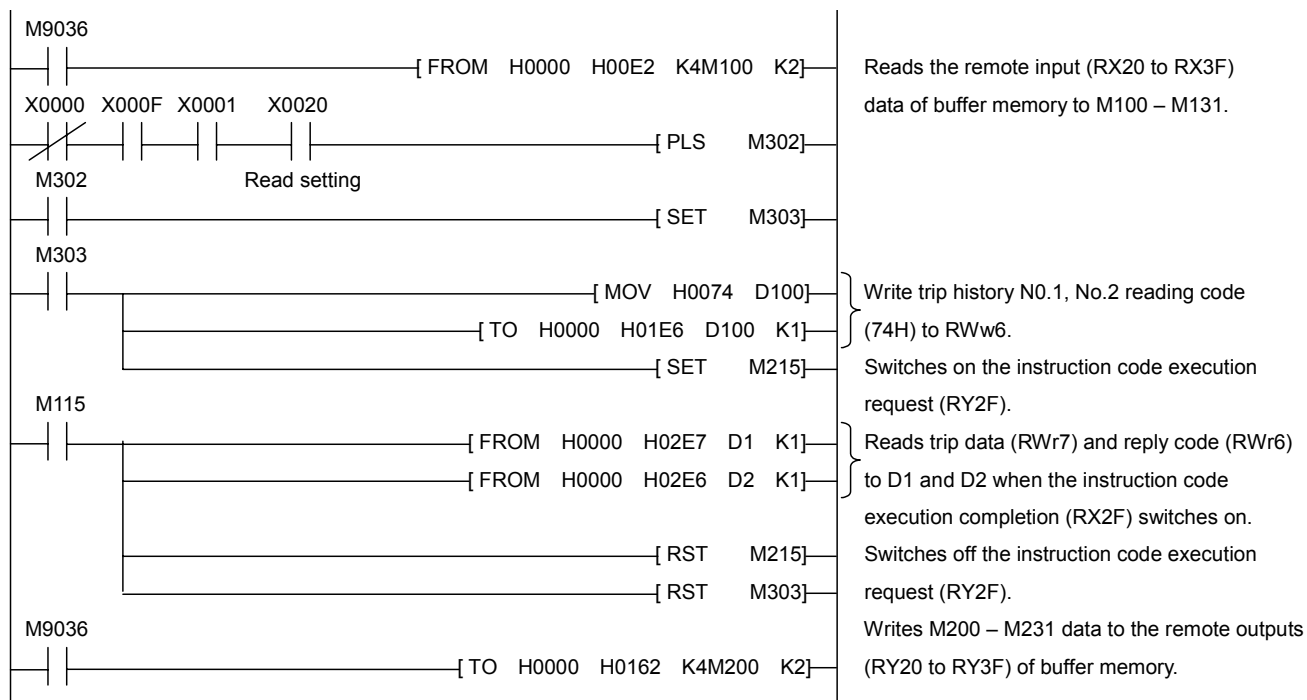 M9036
[ FROM H0000 H00E2 K4M100 K2] Reads the remote input (RX20 to RX3F)
X0000 X000F X0001 X0020 data of buffer memory to M100 – M131.
[ PLS M302]
M302 Read setting
[ SET M303]
M303
[ MOV H0074 D100] Write trip history N0.1, No.2 reading code
[ TO H0000 H01E6 D100 K1] (74H) to RWw6.
[ SET M215] Switches on the instruction code execution
M115 request (RY2F).
[ FROM H0000 H02E7 D1 K1] Reads trip data (RWr7) and reply code (RWr6)
[ FROM H0000 H02E6 D2 K1] to D1 and D2 when the instruction code
execution completion (RX2F) switches on.
[ RST M215] Switches off the instruction code execution
[ RST M303] request (RY2F).
M9036 Writes M200 – M231 data to the remote outputs
[ TO H0000 H0162 K4M200 K2] (RY20 to RY3F) of buffer memory.